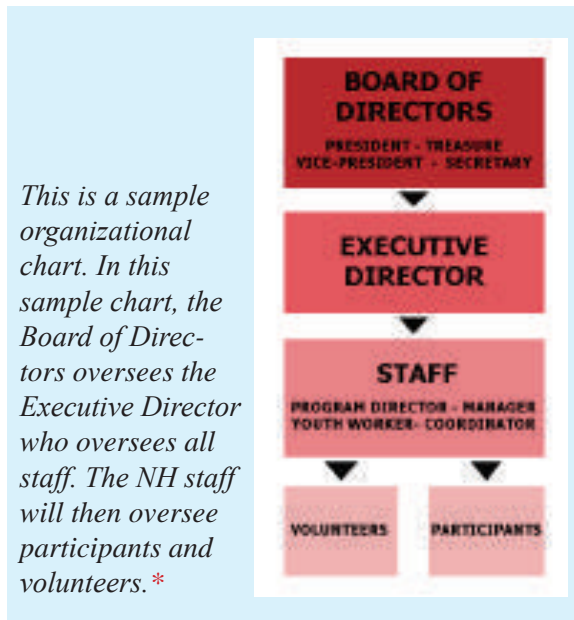 This is a sample
organizational
chart. In this
sample chart, the
Board of Direc-
tors oversees the
Executive Director
who oversees all
staff. The NH staff
will then oversee
participants and
volunteers.*
BOARD OF
DIRECTORS
PRESIDENT - TREASURE
VICE-PRESIDENT - SECRETARY
EXECUTIVE
DIRECTOR
STAFF
PROGRAM DIRECTOR - MANAGER
YOUTH WORKER- COORDINATOR
VOLUNTEERS
PARTICIPANTS